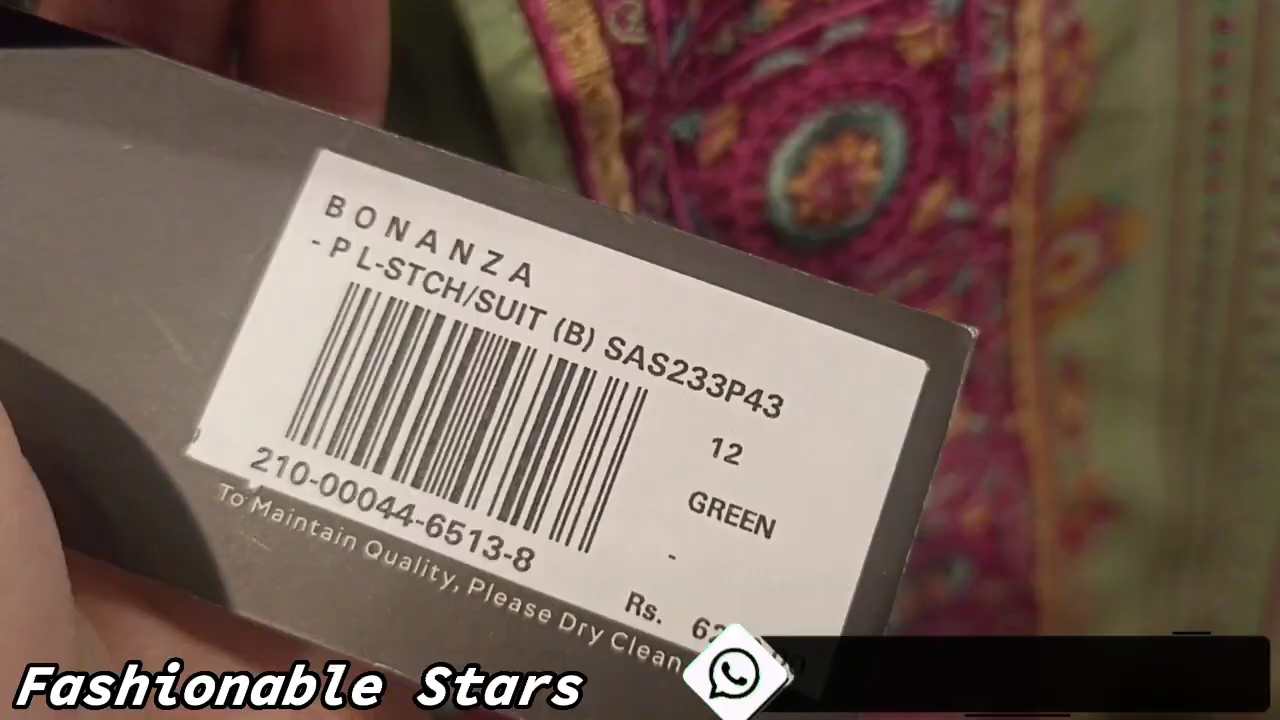 BONANZA
- P L-STCH/SUIT (B) SAS233P43
12
GREEN
-
210-00044-6513-8
Rs.
To Maintain Quality, Please Dry Clean
Fashionable Stars